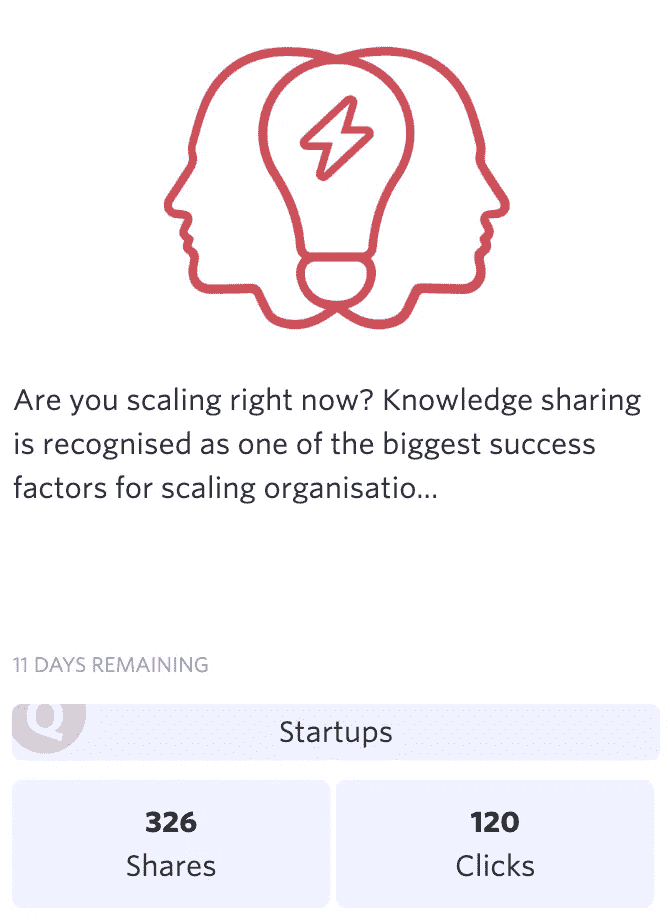 Are you scaling right now? Knowledge sharing
is recognised as one of the biggest success
factors for scaling organisatio...
11 DAYS REMAINING
Q
Startups
326
120
Shares
Clicks